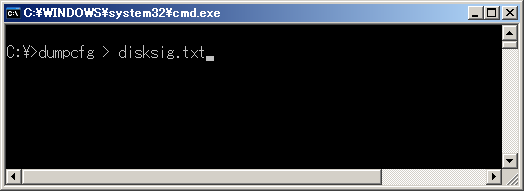 C:¥WINDOWS¥system32¥cmd.exe
C:¥>dumpcfg > disksig.txt